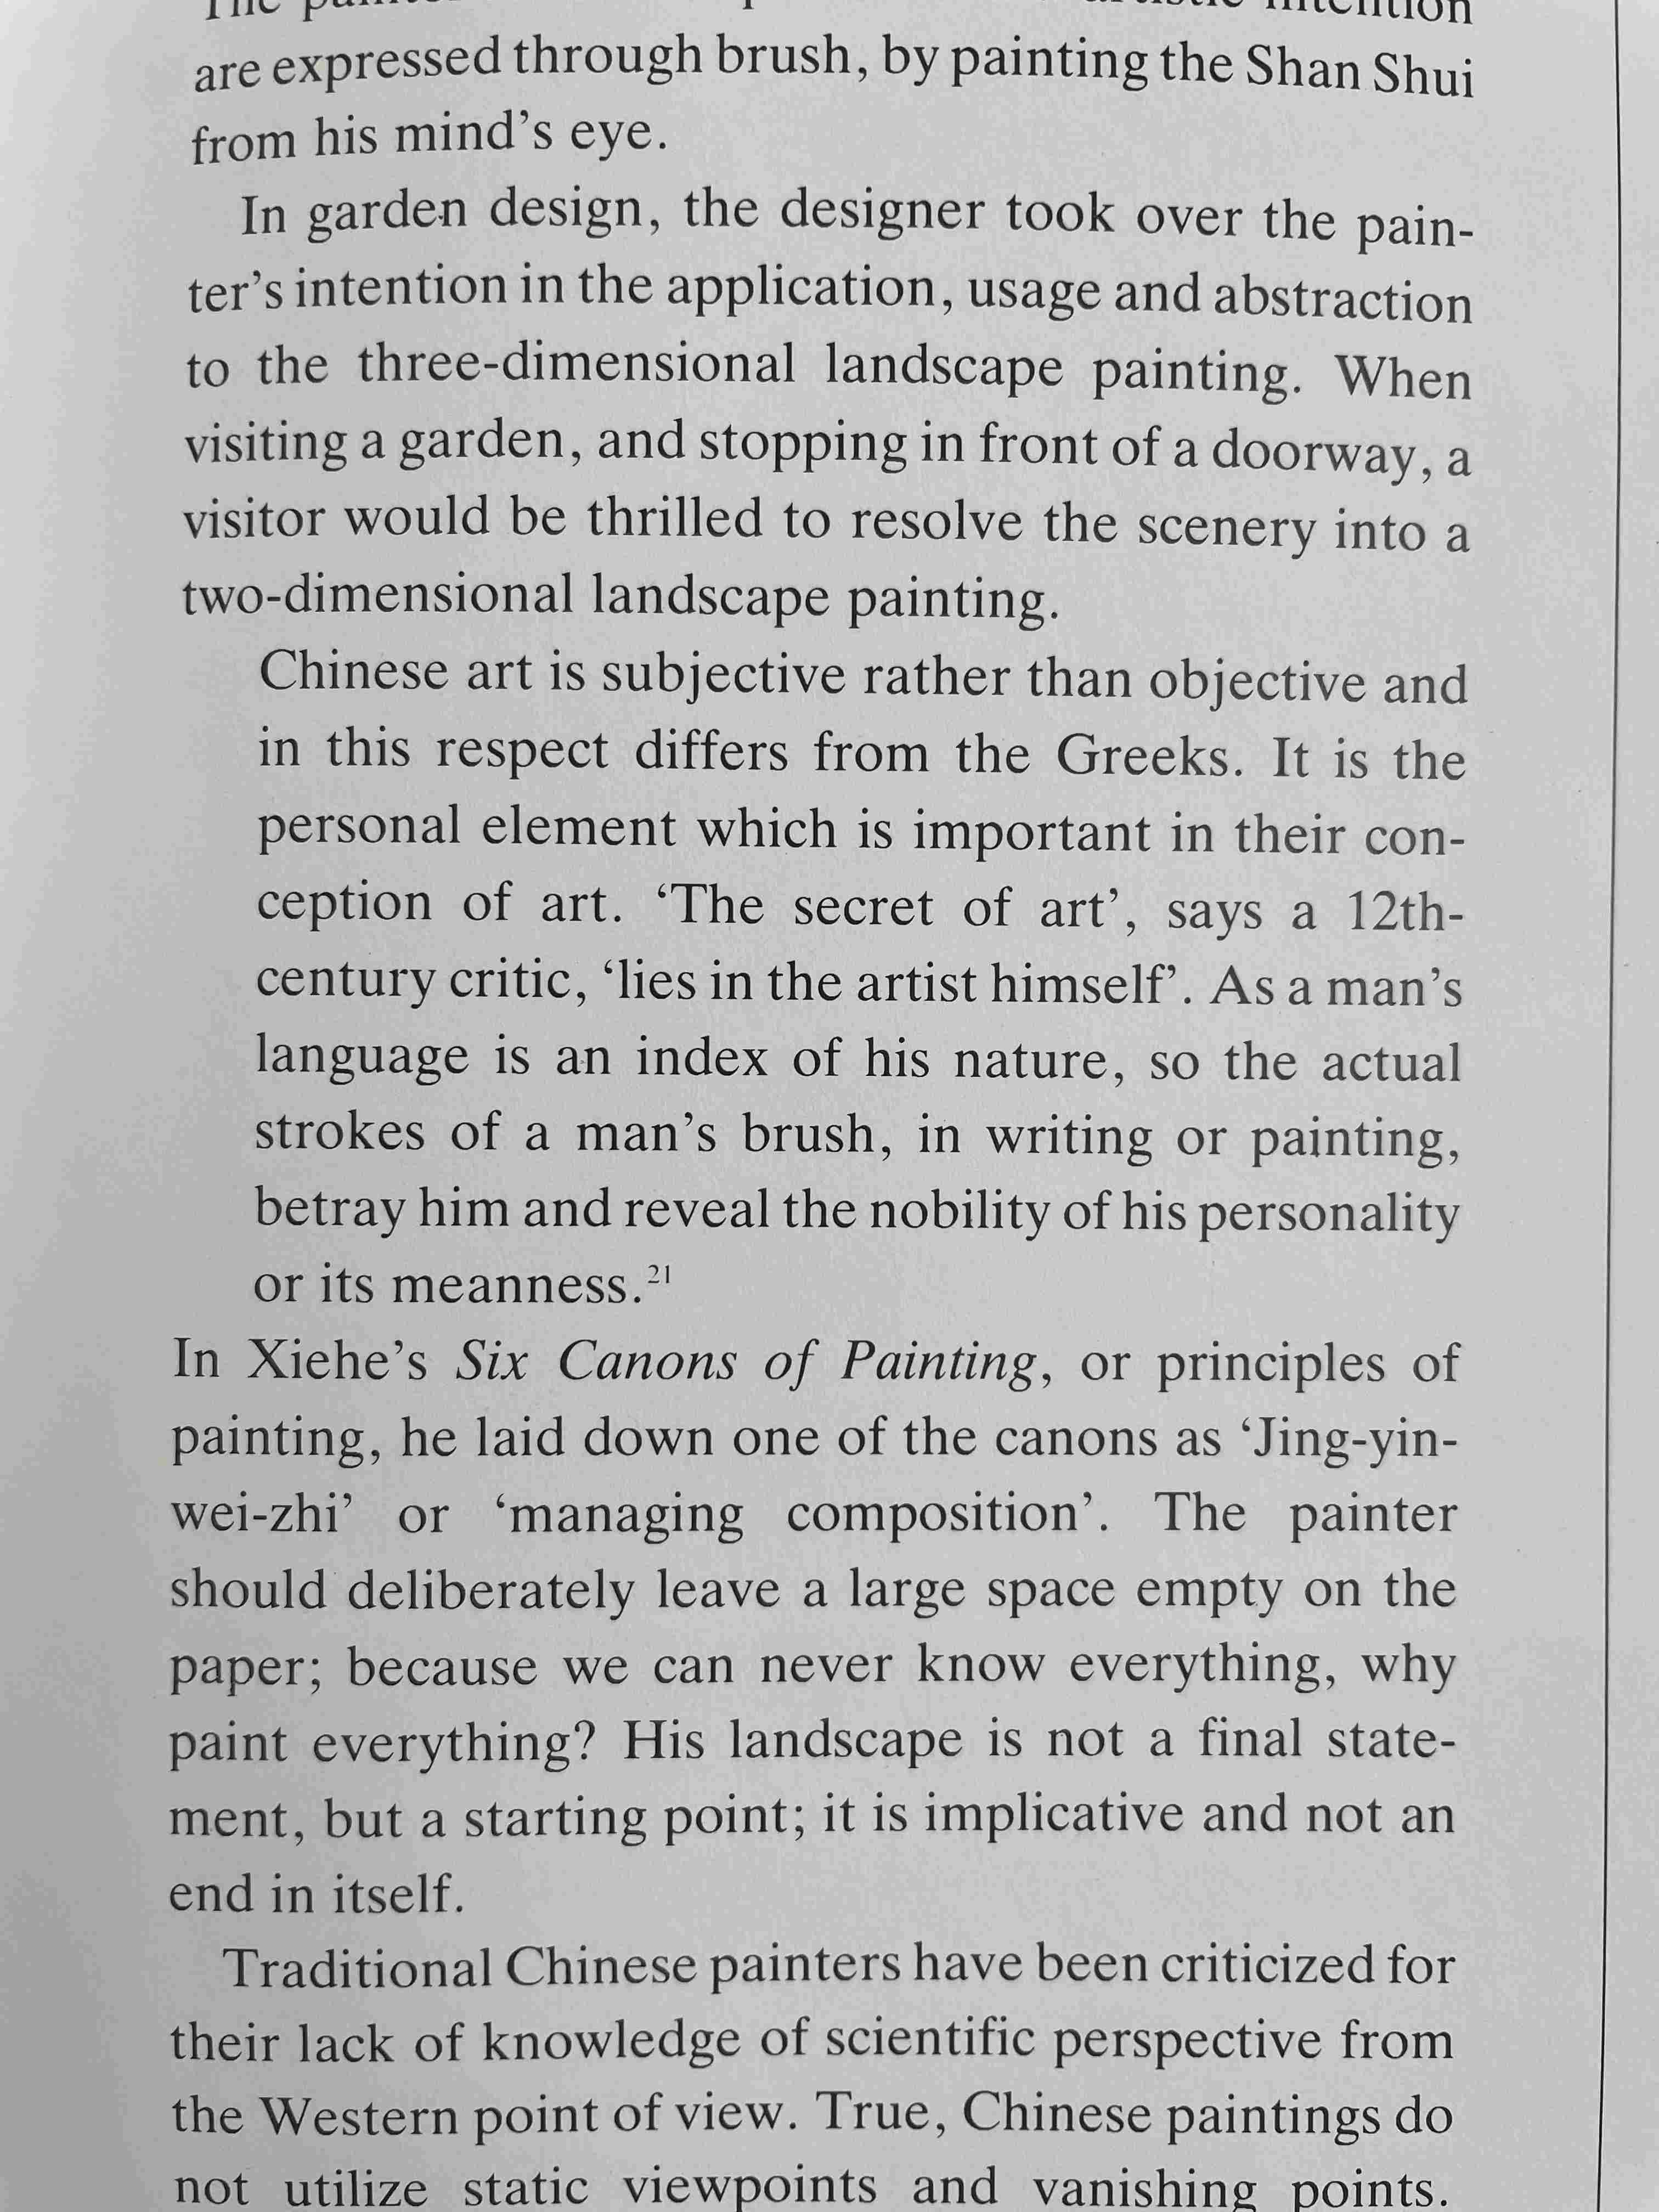 The
are expressed through brush, by painting the Shan Shui
from his mind's eye.
In garden design, the designer took over the pain-
ter's intention in the application, usage and abstraction
to the three-dimensional landscape painting. When
visiting a garden, and stopping in front of a doorway, a
visitor would be thrilled to resolve the scenery into a
two-dimensional landscape painting.
Chinese art is subjective rather than objective and
in this respect differs from the Greeks. It is the
personal element which is important in their con-
ception of art. ‘The secret of art’, says a 12th-
century critic, ‘lies in the artist himself’. As a man’s
language is an index of his nature, so the actual
strokes of a man’s brush, in writing or painting,
betray him and reveal the nobility of his personality
or its meanness.21
In Xiehe’s Six Canons of Painting, or principles of
painting, he laid down one of the canons as ‘Jing-yin-
wei-zhi’ or ‘managing composition’. The painter
should deliberately leave a large space empty on the
paper; because we can never know everything, why
paint everything? His landscape is not a final state-
ment, but a starting point; it is implicative and not an
end in itself.
Traditional Chinese painters have been criticized for
their lack of knowledge of scientific perspective from
the Western point of view. True, Chinese paintings do
not utilize static viewpoints and vanishing points.